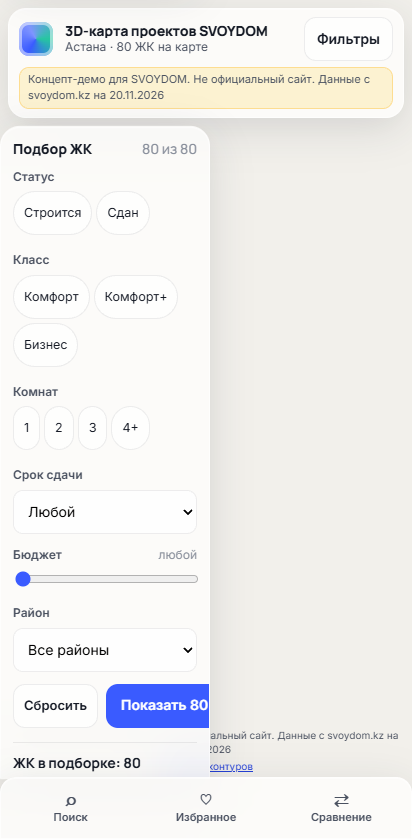 3D-карта проектов SVOYDOM
Астана · 80 ЖК на карте
Фильтры
Концепт-демо для SVOYDOM. Не официальный сайт. Данные с
svoydom.kz на 20.11.2026
Подбор ЖК
80 из 80
Статус
Строится
Сдан
Класс
Комфорт
Комфорт+
Бизнес
Комнат
1
2
3
4+
Срок сдачи
Любой
Бюджет
любой
Район
Все районы
Сбросить
Показать 80
альный сайт. Данные с svoydom.kz на
2026
контуров
ЖК в подборке: 80
Поиск
Избранное
Сравнение